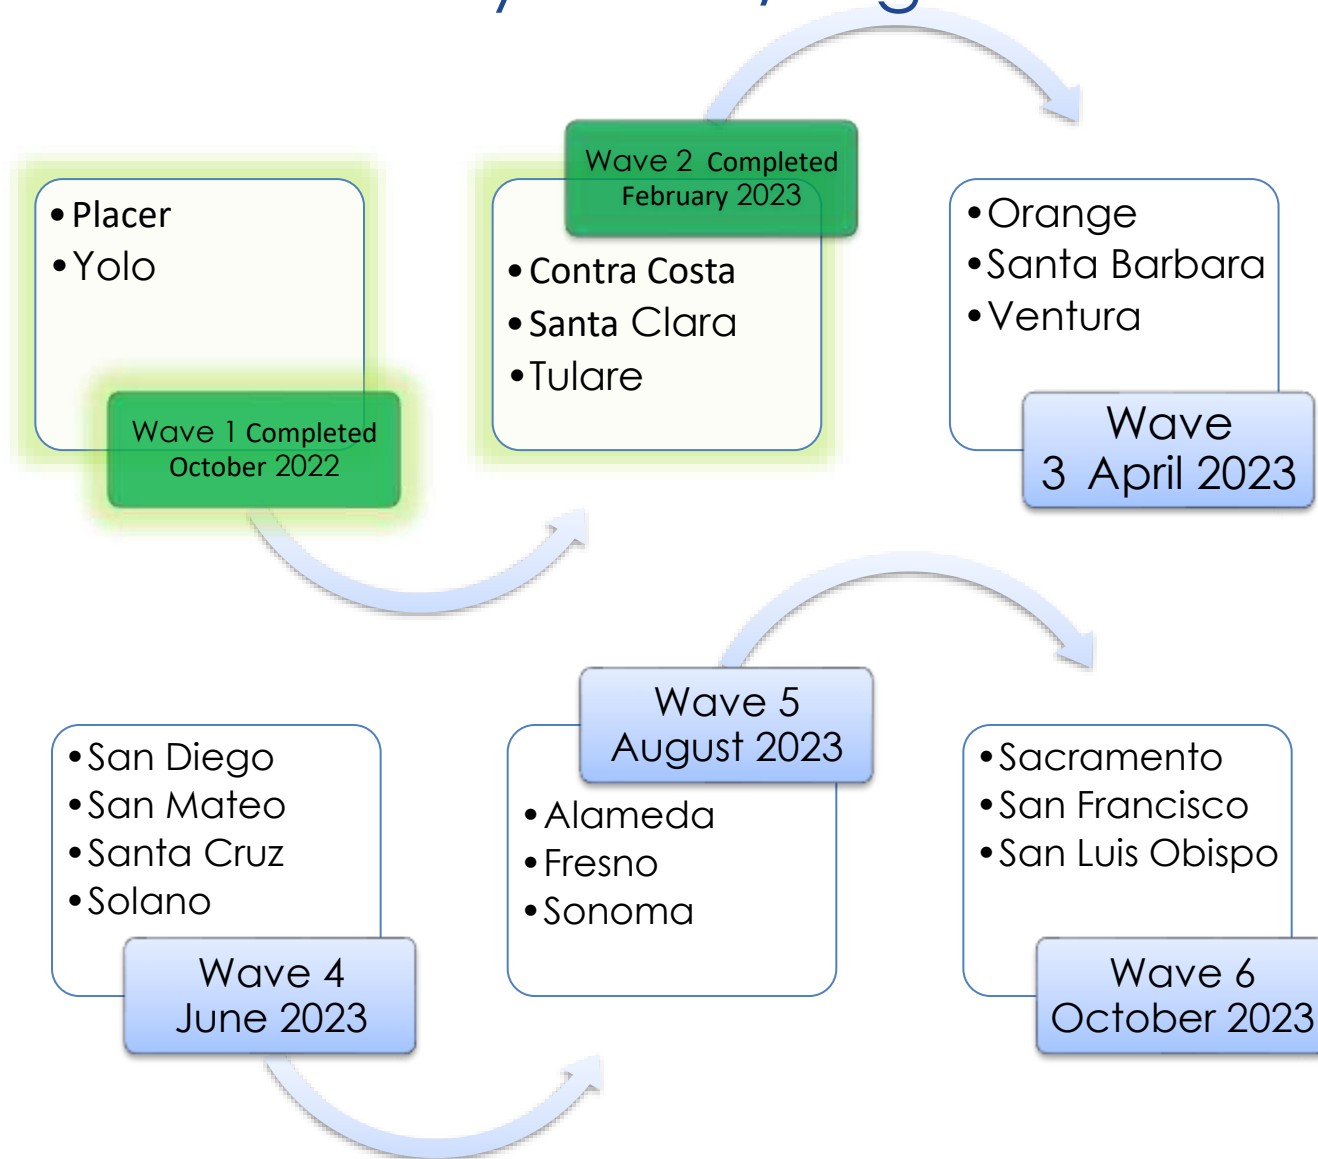 • Placer
• Yolo
Wave 1 Completed
October 2022
Wave 2 Completed
February 2023
• Contra Costa
• Santa Clara
• Tulare
• Orange
• Santa Barbara
• Ventura
Wave
3 April 2023
• San Diego
• San Mateo
• Santa Cruz
• Solano
Wave 4
June 2023
Wave 5
August 2023
• Alameda
• Fresno
• Sonoma
• Sacramento
• San Francisco
• San Luis Obispo
Wave 6
October 2023